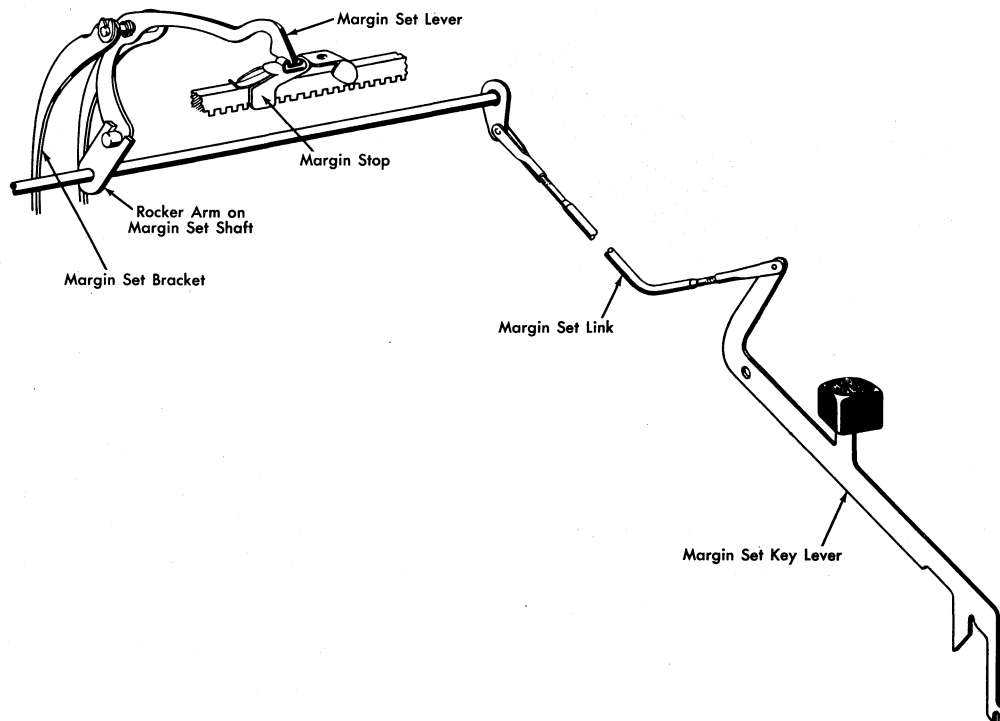 Margin Set Lever
Margin Stop
Rocker Arm on
Margin Set Shaft
Margin Set Bracket
Margin Set Link
Margin Set Key Lever